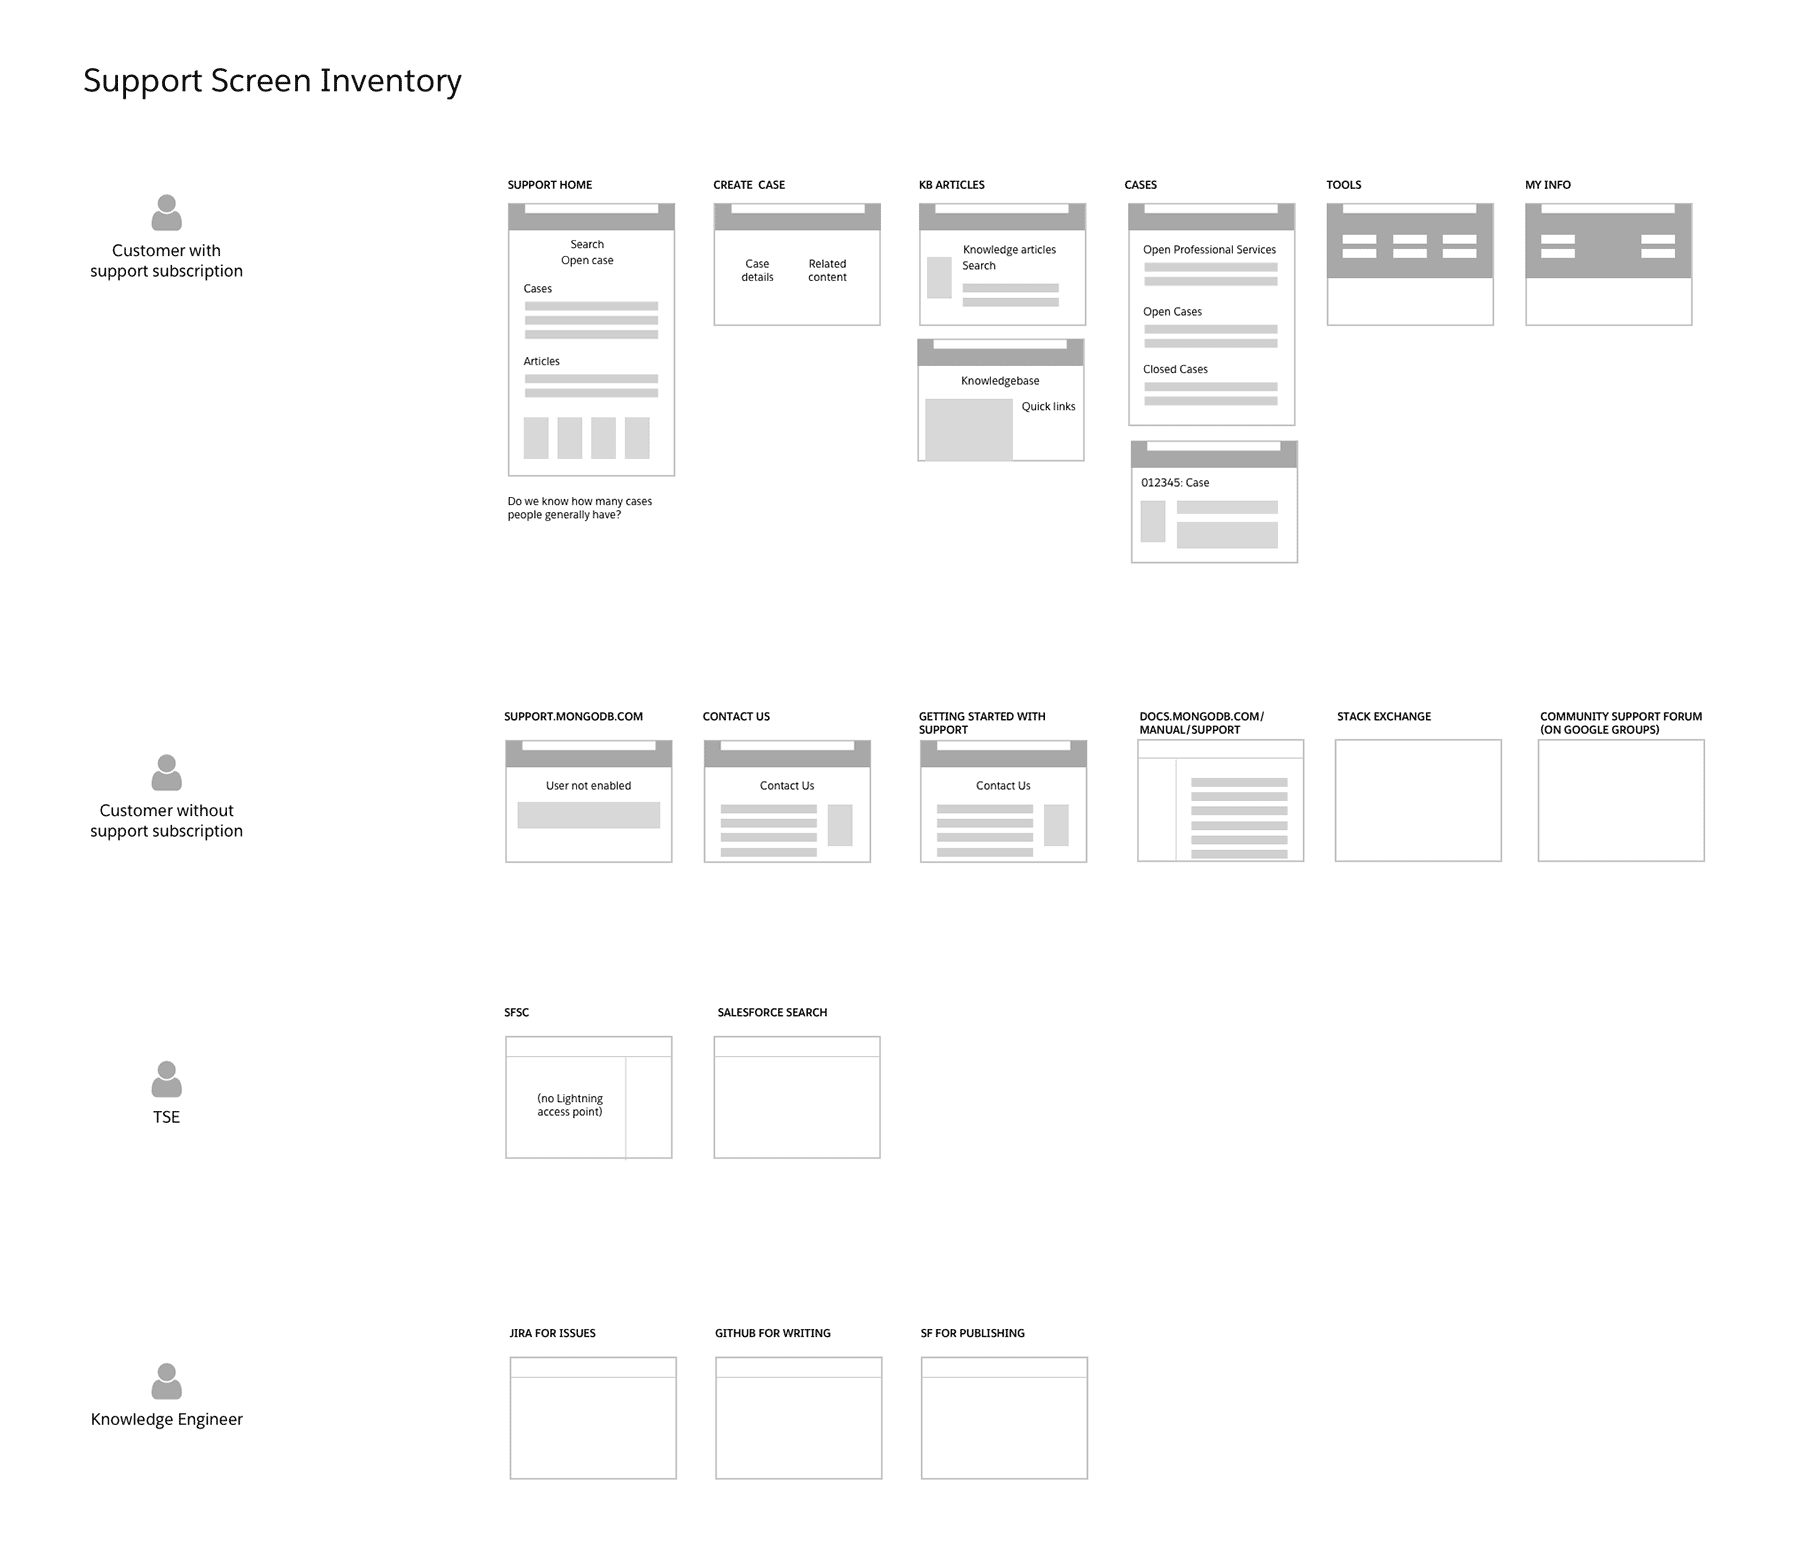 Support Screen Inventory
Customer with
support subscription
SUPPORT HOME
Search
Open case
Cases
Articles
Do we know how many cases
people generally have?
CREATE  CASE
Case
details
Related
content
KB ARTICLES
Knowledge articles
Search
Knowledgebase
Quick links
CASES
Open Professional Services
Open Cases
Closed Cases
012345: Case
TOOLS
MY INFO
Customer without
support subscription
SUPPORT.MONGODB.COM
User not enabled
CONTACT US
Contact Us
GETTING STARTED WITH
SUPPORT
Contact Us
DOCS.MONGODB.COM/
MANUAL/SUPPORT
STACK EXCHANGE
COMMUNITY SUPPORT FORUM
(ON GOOGLE GROUPS)
TSE
SFSC
(no Lightning
access point)
SALESFORCE SEARCH
Knowledge Engineer
JIRA FOR ISSUES
GITHUB FOR WRITING
SF FOR PUBLISHING